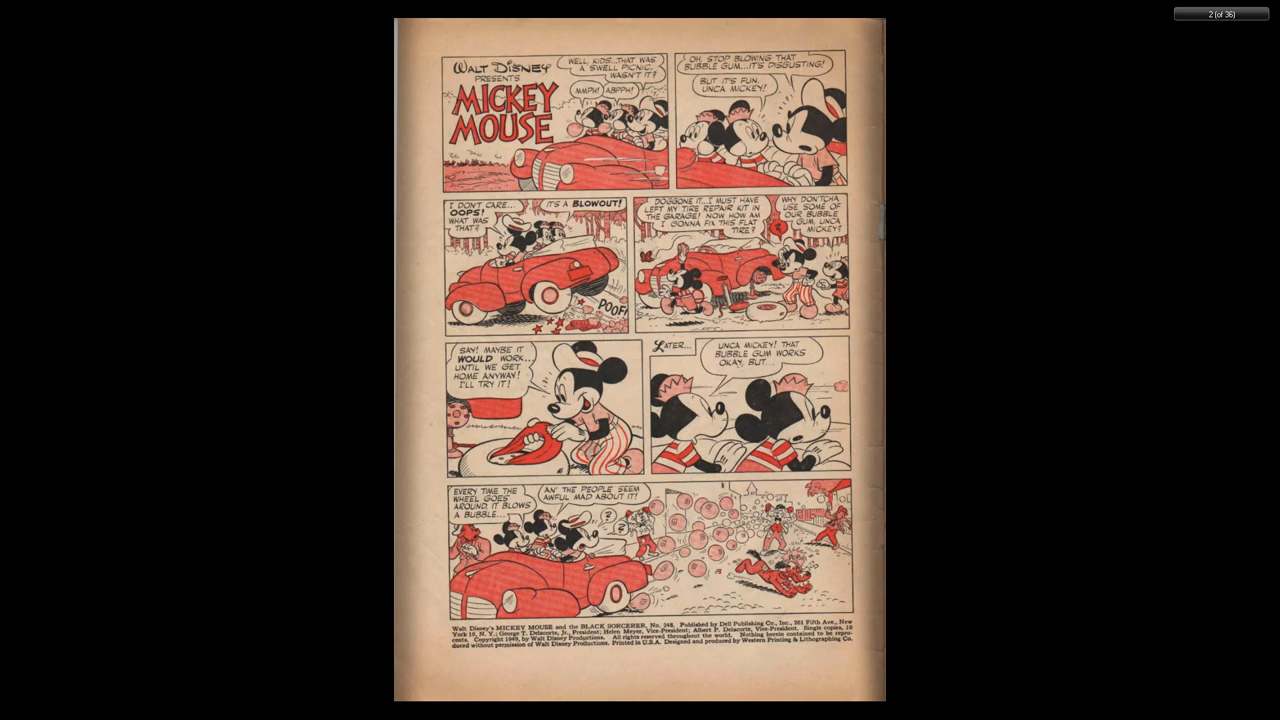 2 (of 36)
WALT DISNEY
PRESENTS
MICKEY
MOUSE
WELL, KIDS...THAT WAS
A SWELL PICNIC,
WASN'T IT?
MMPH!
ABPPH!
OH, STOP BLOWING THAT
BUBBLE GUM...IT'S DISGUSTING!
BUT IT'S FUN,
UNCA MICKEY!
I DON'T CARE...
OOPS!
WHAT WAS
THAT?
IT'S A BLOWOUT!
POOF!
DOGGONE IT...I MUST HAVE
LEFT MY TIRE REPAIR KIT IN
THE GARAGE! NOW HOW AM
I GONNA FIX THIS FLAT
TIRE?
WHY DON'TCHA
USE SOME OF
OUR BUBBLE
GUM, UNCA
MICKEY?
SAY! MAYBE IT
WOULD WORK...
UNTIL WE GET
HOME ANYWAY!
I'LL TRY IT!
LATER...
UNCA MICKEY! THAT
BUBBLE GUM WORKS
OKAY, BUT...
EVERY TIME THE
WHEEL GOES
AROUND, IT BLOWS
A BUBBLE...
AN' THE PEOPLE SEEM
AWFUL MAD ABOUT IT!
?
?
Walt Disney's MICKEY MOUSE and the BLACK SORCERER, No. 248. Published by Dell Publishing Co., Inc., 261 Fifth Ave., New
York 16, N. Y.; George T. Delacorte, Jr., President; Helen Meyer, Vice-President; Albert P. Delacorte, Vice-President. Single copies, 10
cents. Copyright 1949, by Walt Disney Productions. All rights reserved throughout the world. Nothing herein contained to be repro-
duced without permission of Walt Disney Productions. Printed in U.S.A. Designed and produced by Western Printing & Lithographing Co.